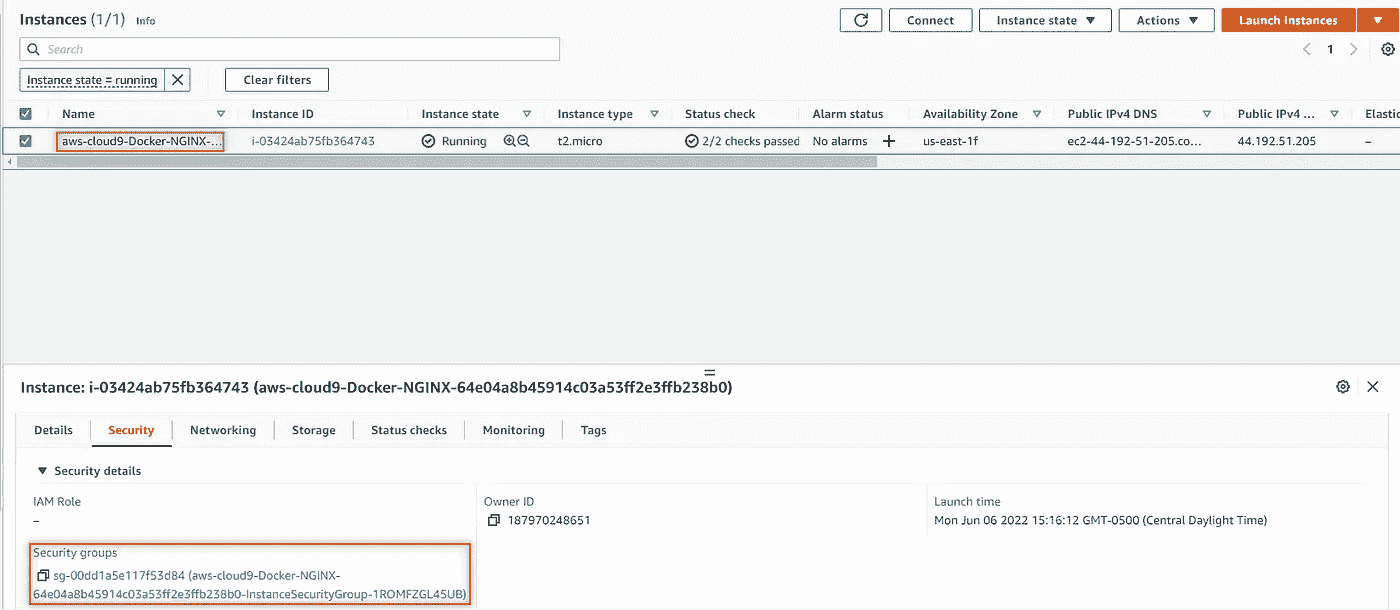 Instances (1/1) Info
Connect Instance state Actions Launch instances
Search
1
Instance state = running Clear filters
Name Instance ID Instance state Instance type Status check Alarm status Availability Zone Public IPv4 DNS Public IPv4 ... Elastic
aws-cloud9-Docker-NGINX-... i-03424ab75fb364743 Running t2.micro 2/2 checks passed No alarms + us-east-1f ec2-44-192-51-205.co... 44.192.51.205 –
Instance: i-03424ab75fb364743 (aws-cloud9-Docker-NGINX-64e04a8b45914c03a53ff2e3ffb238b0)
Details Security Networking Storage Status checks Monitoring Tags
Security details
IAM Role Owner ID Launch time
– 187970248651 Mon Jun 06 2022 15:16:12 GMT-0500 (Central Daylight Time)
Security groups
sg-00dd1a5e117f53d84 (aws-cloud9-Docker-NGINX-
64e04a8b45914c03a53ff2e3ffb238b0-InstanceSecurityGroup-1ROMFZGL45UB)